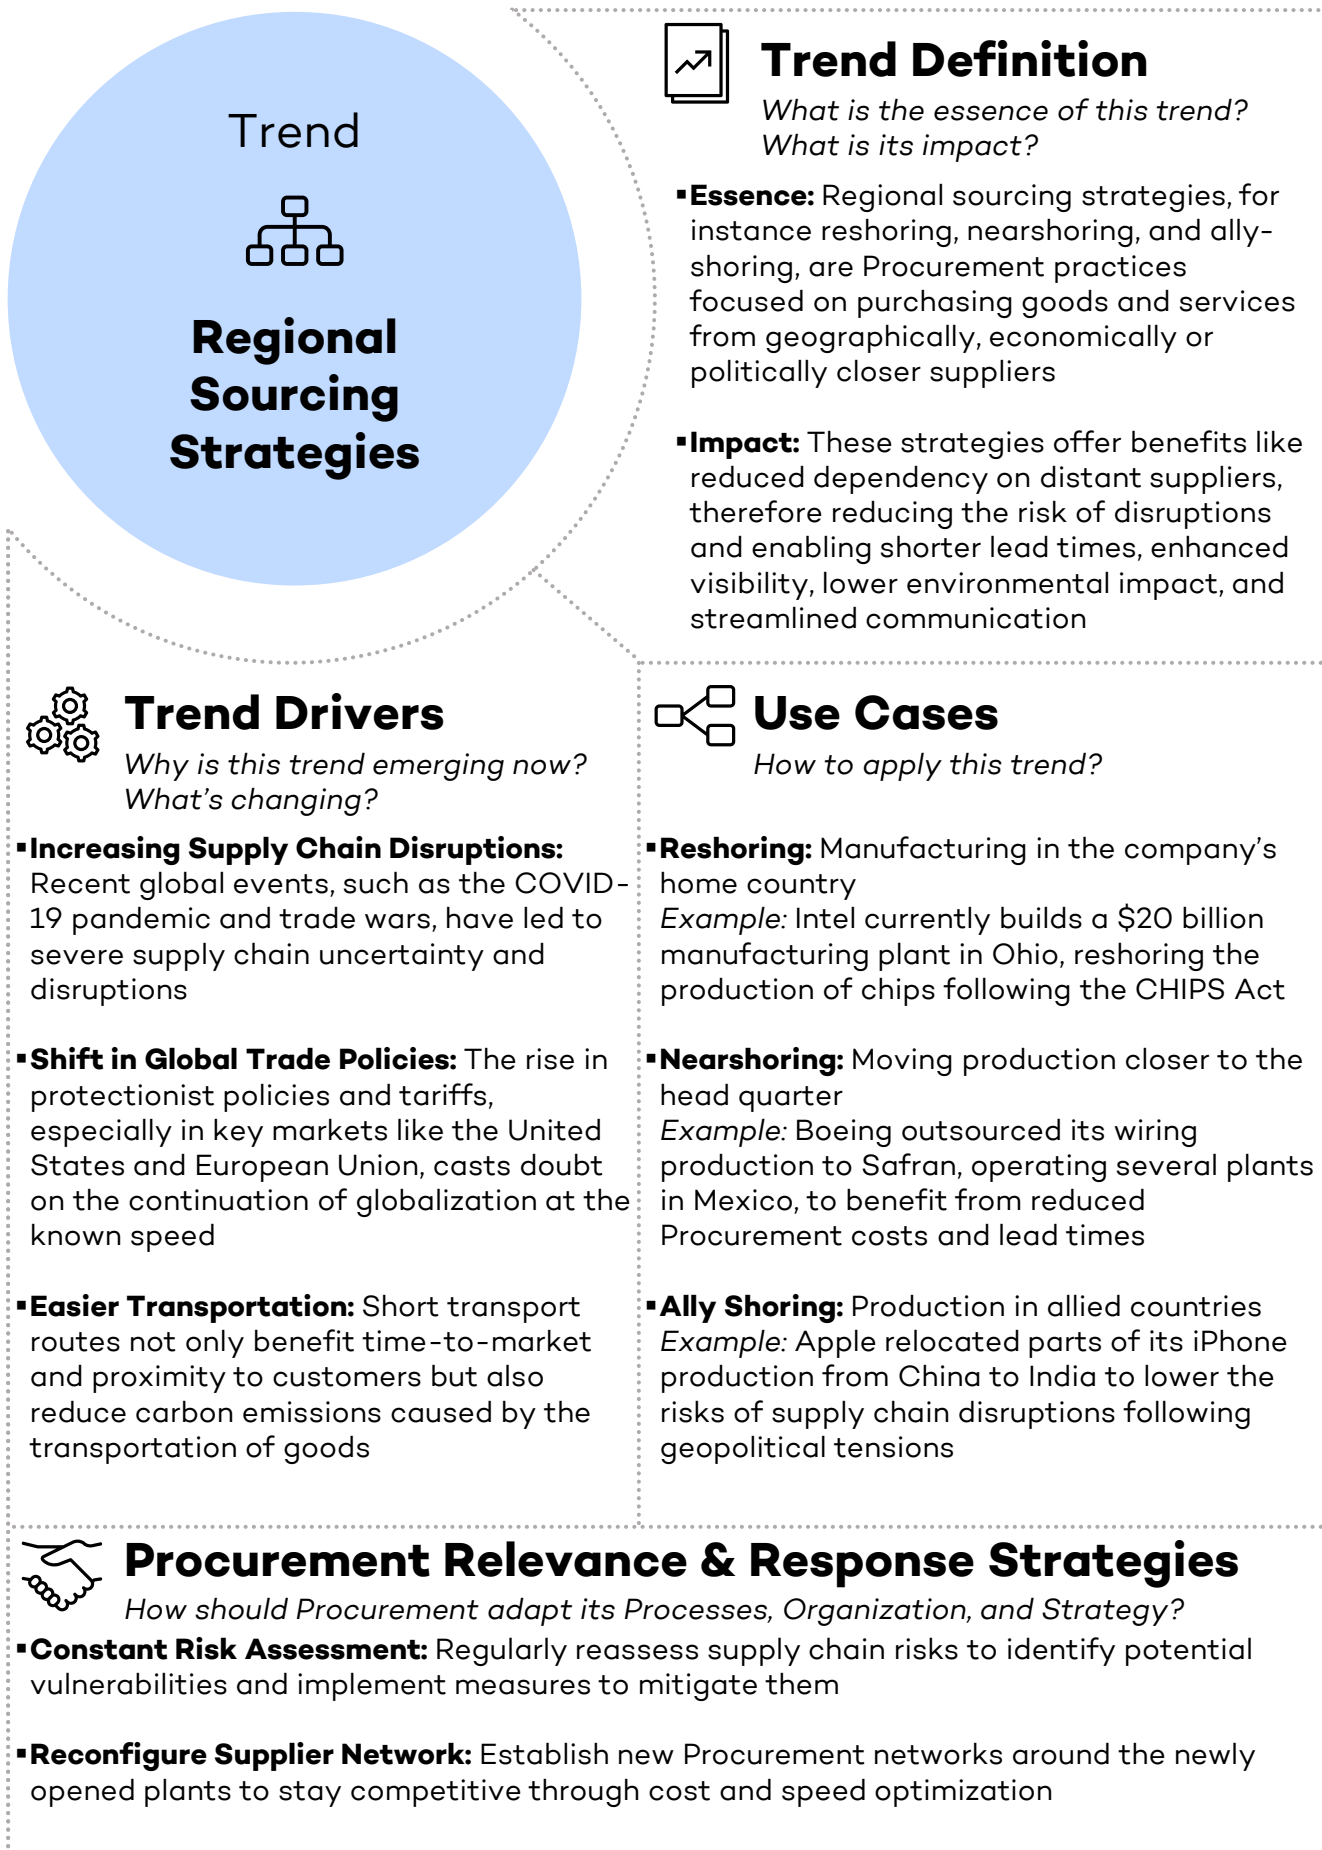 Trend
Regional
Sourcing
Strategies
Trend Definition
What is the essence of this trend?
What is its impact?
▪Essence: Regional sourcing strategies, for
instance reshoring, nearshoring, and ally-
shoring, are Procurement practices
focused on purchasing goods and services
from geographically, economically or
politically closer suppliers
▪Impact: These strategies offer benefits like
reduced dependency on distant suppliers,
therefore reducing the risk of disruptions
and enabling shorter lead times, enhanced
visibility, lower environmental impact, and
streamlined communication
Trend Drivers
Why is this trend emerging now?
What’s changing?
▪Increasing Supply Chain Disruptions:
Recent global events, such as the COVID-
19 pandemic and trade wars, have led to
severe supply chain uncertainty and
disruptions
▪Shift in Global Trade Policies: The rise in
protectionist policies and tariffs,
especially in key markets like the United
States and European Union, casts doubt
on the continuation of globalization at the
known speed
▪Easier Transportation: Short transport
routes not only benefit time-to-market
and proximity to customers but also
reduce carbon emissions caused by the
transportation of goods
Use Cases
How to apply this trend?
▪Reshoring: Manufacturing in the company’s
home country
Example: Intel currently builds a $20 billion
manufacturing plant in Ohio, reshoring the
production of chips following the CHIPS Act
▪Nearshoring: Moving production closer to the
head quarter
Example: Boeing outsourced its wiring
production to Safran, operating several plants
in Mexico, to benefit from reduced
Procurement costs and lead times
▪Ally Shoring: Production in allied countries
Example: Apple relocated parts of its iPhone
production from China to India to lower the
risks of supply chain disruptions following
geopolitical tensions
Procurement Relevance & Response Strategies
How should Procurement adapt its Processes, Organization, and Strategy?
▪Constant Risk Assessment: Regularly reassess supply chain risks to identify potential
vulnerabilities and implement measures to mitigate them
▪Reconfigure Supplier Network: Establish new Procurement networks around the newly
opened plants to stay competitive through cost and speed optimization